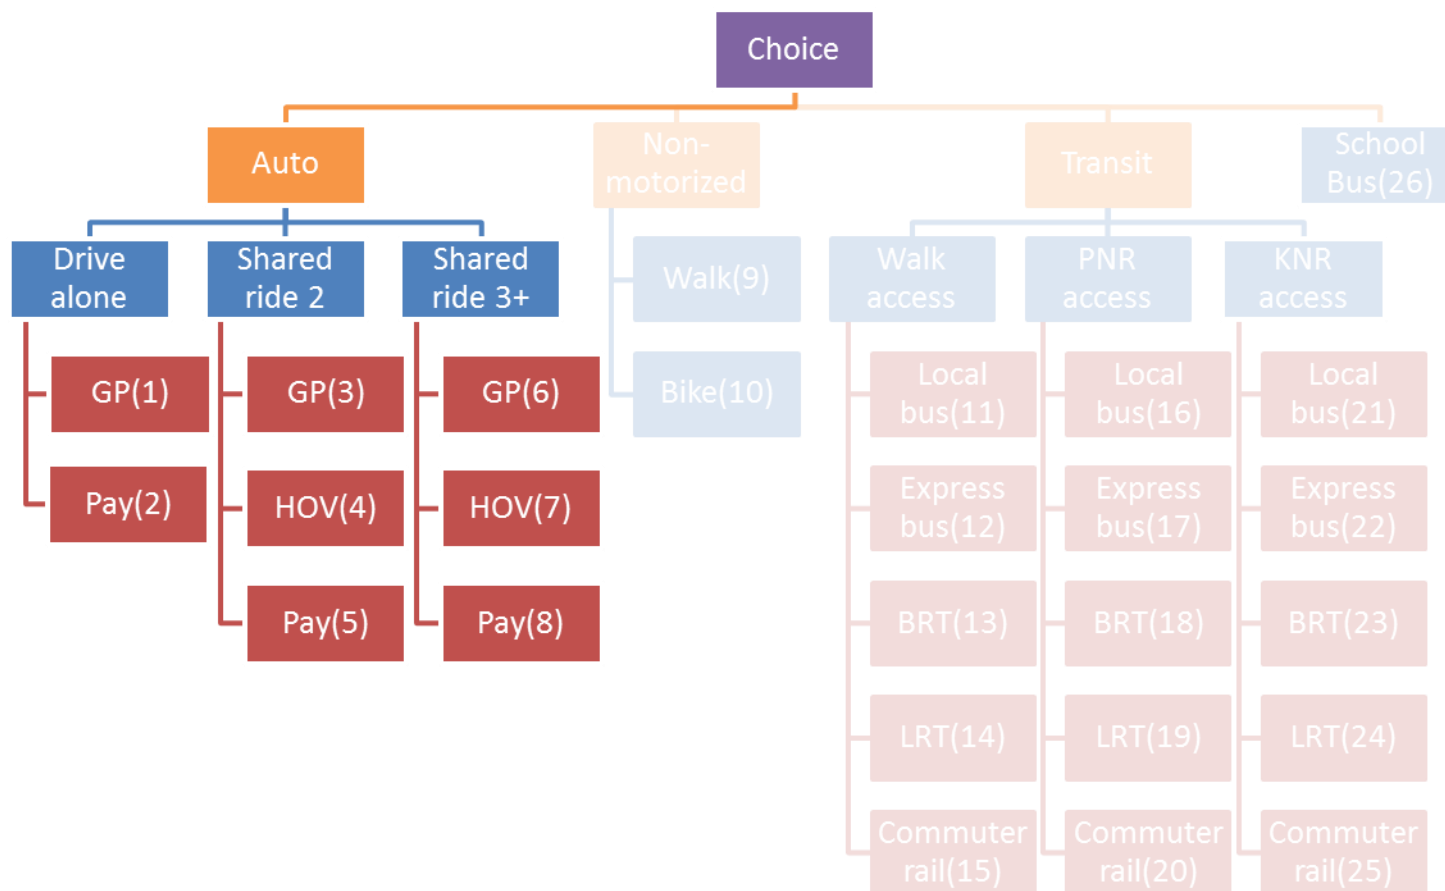 Choice
Auto
Non-
motorized
Transit
School
Bus(26)
Drive
alone
Shared
ride 2
Shared
ride 3+
Walk(9)
Bike(10)
Walk
access
PNR
access
KNR
access
GP(1)
Pay(2)
GP(3)
HOV(4)
Pay(5)
GP(6)
HOV(7)
Pay(8)
Local
bus(11)
Express
bus(12)
BRT(13)
LRT(14)
Commuter
rail(15)
Local
bus(16)
Express
bus(17)
BRT(18)
LRT(19)
Commuter
rail(20)
Local
bus(21)
Express
bus(22)
BRT(23)
LRT(24)
Commuter
rail(25)